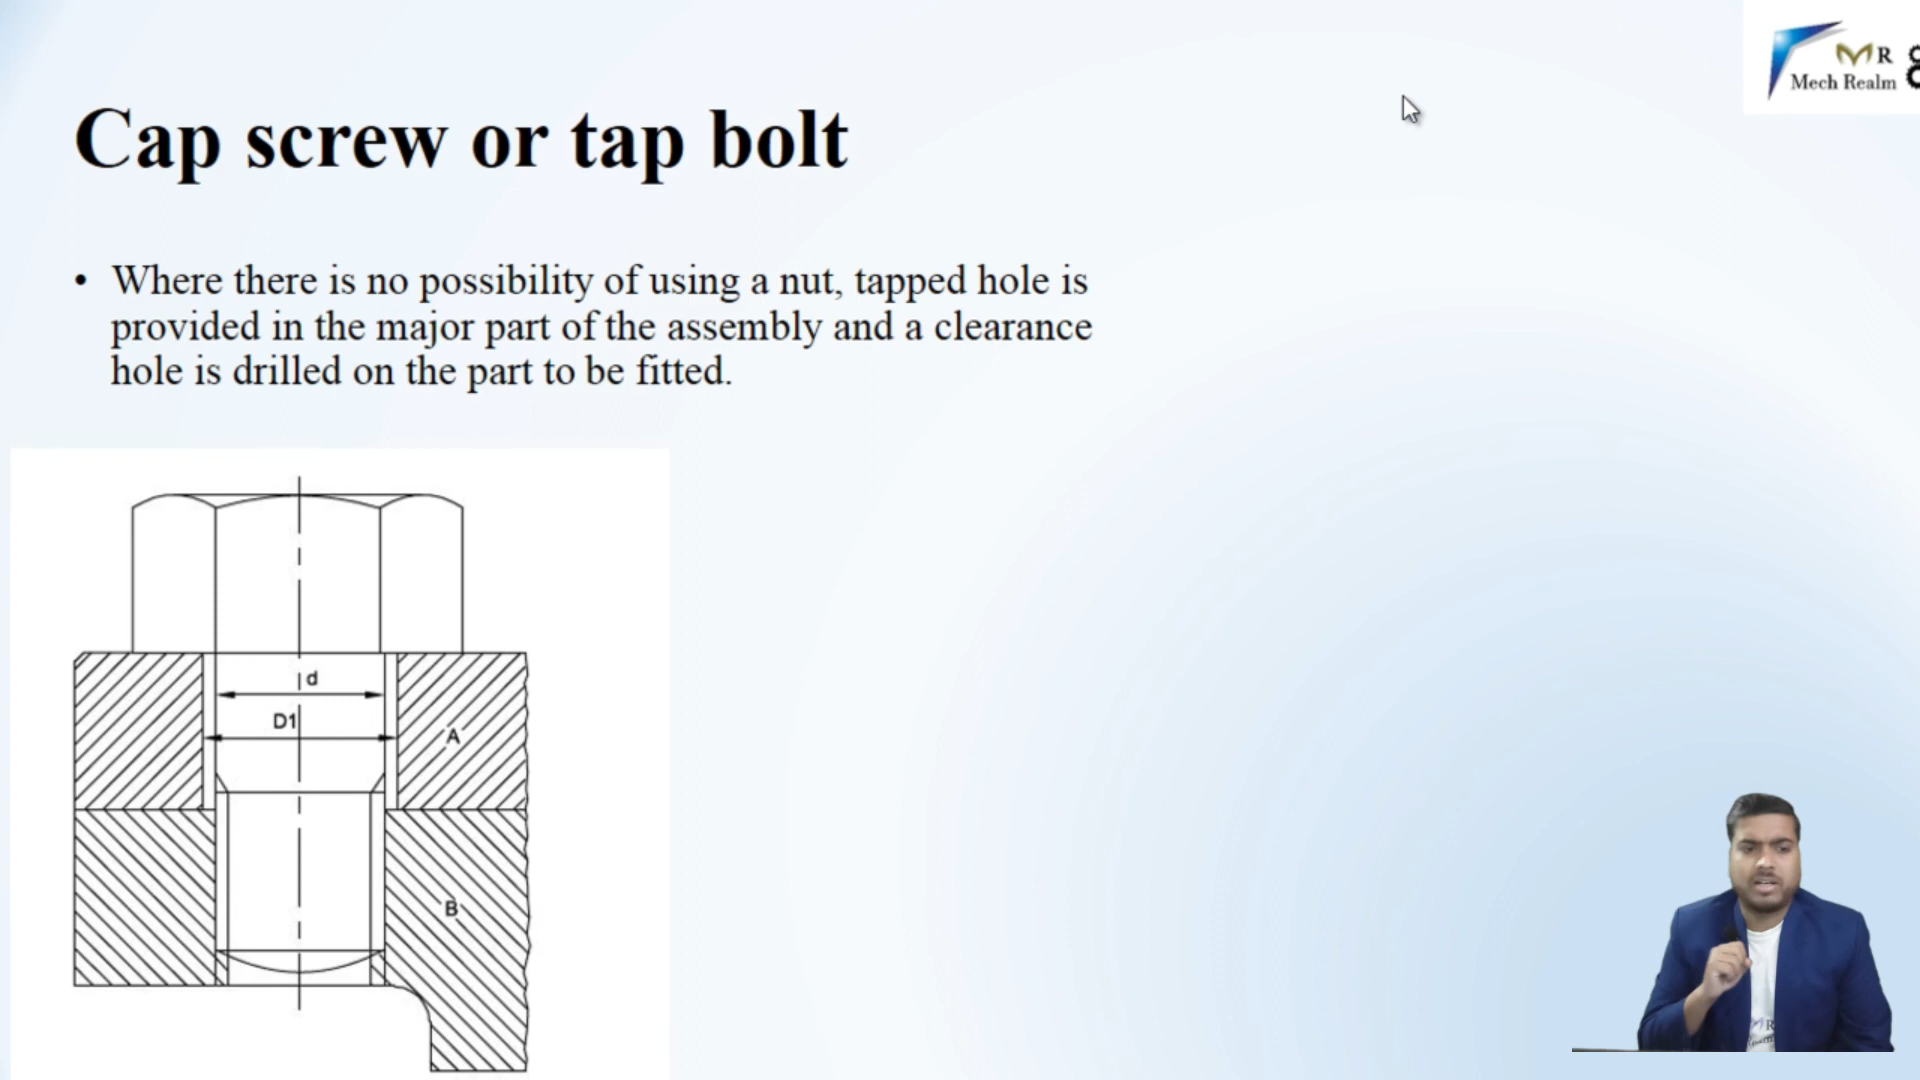 M R
Mech Realm
Cap screw or tap bolt
• Where there is no possibility of using a nut, tapped hole is
provided in the major part of the assembly and a clearance
hole is drilled on the part to be fitted.
d
D1
A
B